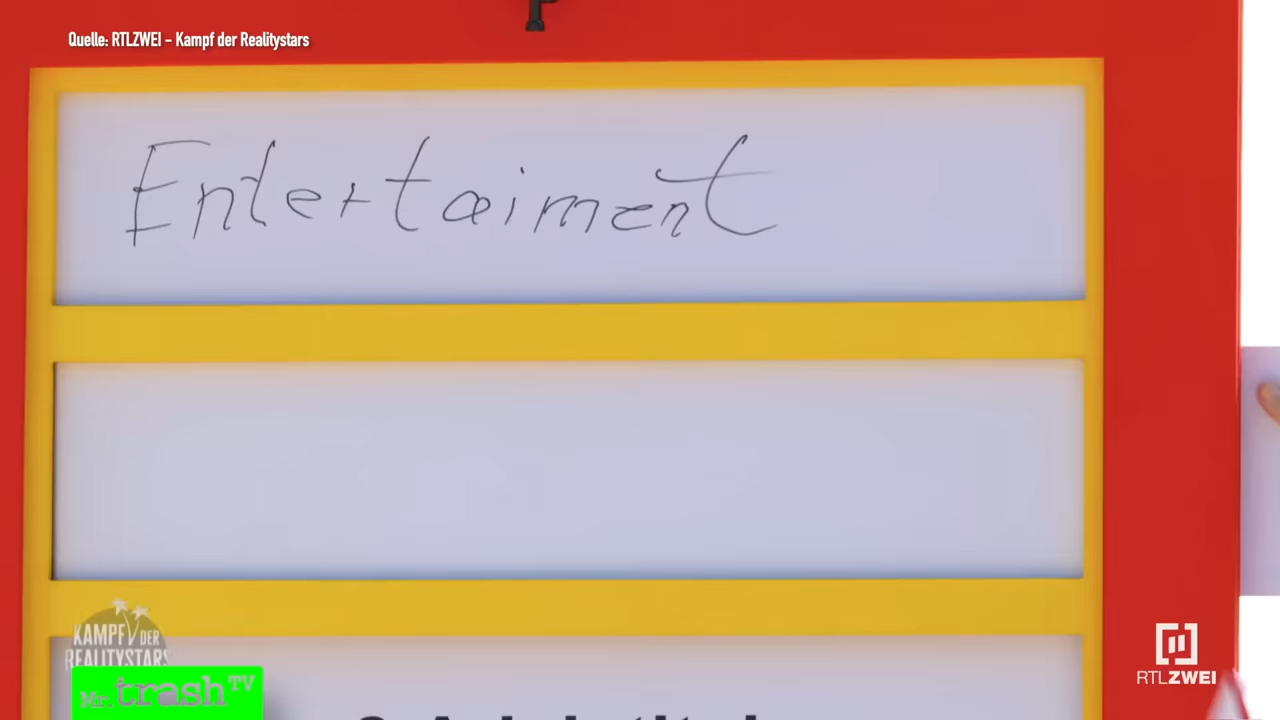 Quelle: RTLZWEI – Kampf der Realitystars
Entertaiment
KAMPF DER
REALITYSTARS
Mr. trash TV
RTLZWEI